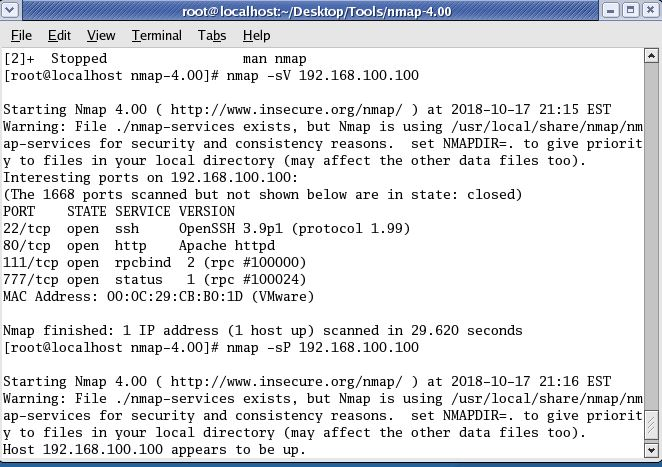 root@localhost:~/Desktop/Tools/nmap-4.00
File Edit View Terminal Tabs Help
[2]+  Stopped                 man nmap
[root@localhost nmap-4.00]# nmap -sV 192.168.100.100

Starting Nmap 4.00 ( http://www.insecure.org/nmap/ ) at 2018-10-17 21:15 EST
Warning: File ./nmap-services exists, but Nmap is using /usr/local/share/nmap/nm
ap-services for security and consistency reasons.  set NMAPDIR=. to give priorit
y to files in your local directory (may affect the other data files too).
Interesting ports on 192.168.100.100:
(The 1668 ports scanned but not shown below are in state: closed)
PORT    STATE SERVICE VERSION
22/tcp  open  ssh     OpenSSH 3.9p1 (protocol 1.99)
80/tcp  open  http    Apache httpd
111/tcp open  rpcbind  2 (rpc #100000)
777/tcp open  status   1 (rpc #100024)
MAC Address: 00:0C:29:CB:B0:1D (VMware)

Nmap finished: 1 IP address (1 host up) scanned in 29.620 seconds
[root@localhost nmap-4.00]# nmap -sP 192.168.100.100

Starting Nmap 4.00 ( http://www.insecure.org/nmap/ ) at 2018-10-17 21:16 EST
Warning: File ./nmap-services exists, but Nmap is using /usr/local/share/nmap/nm
ap-services for security and consistency reasons.  set NMAPDIR=. to give priorit
y to files in your local directory (may affect the other data files too).
Host 192.168.100.100 appears to be up.